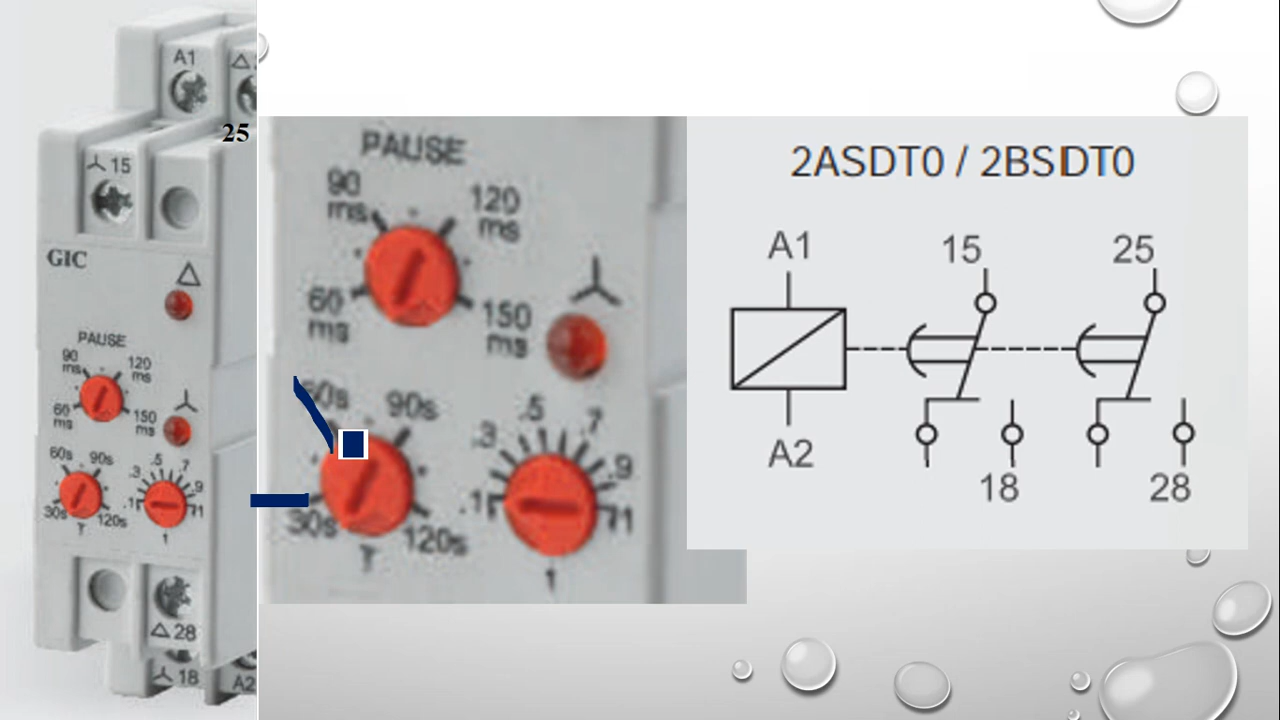 A1
△
25
⅄ 15
GIC
△
PAUSE
90 ms
120 ms
60 ms
150 ms
60s
90s
30s
120s
T
.1
.3
.5
.7
.9
1
1
△ 28
⅄ 18
A2
PAUSE
90 ms
120 ms
60 ms
150 ms
60s
90s
30s
120s
T
.1
.3
.5
.7
.9
1
1
2ASDT0 / 2BSDT0
A1
15
25
A2
18
28